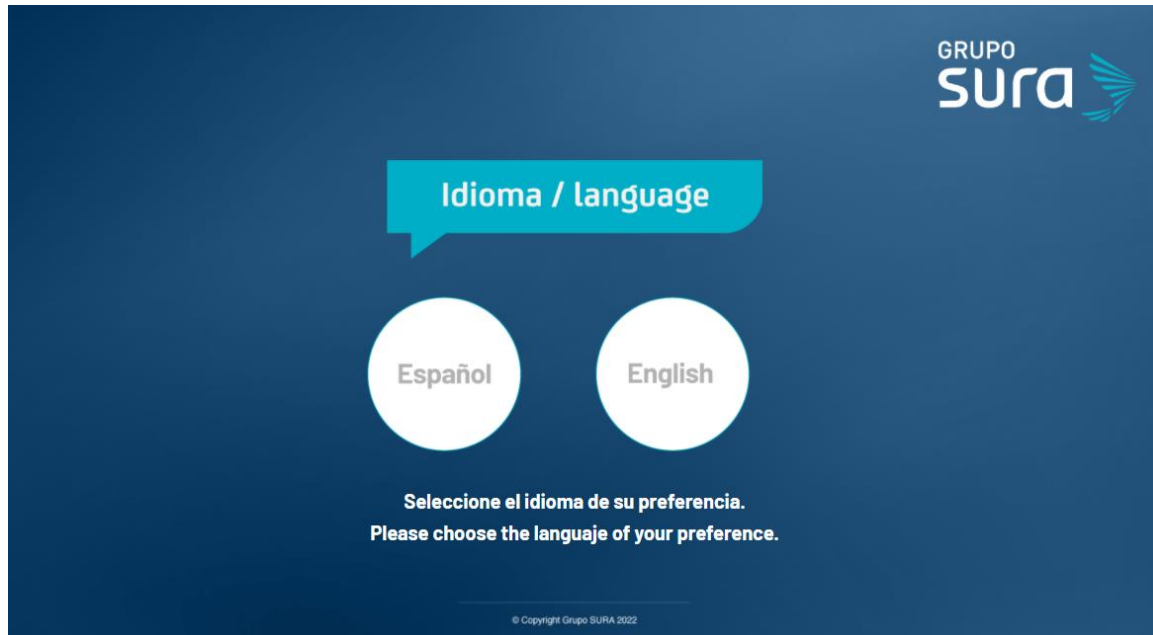 GRUPO
sura
Idioma / language
Español
English
Seleccione el idioma de su preferencia.
Please choose the languaje of your preference.
© Copyright Grupo SURA 2022